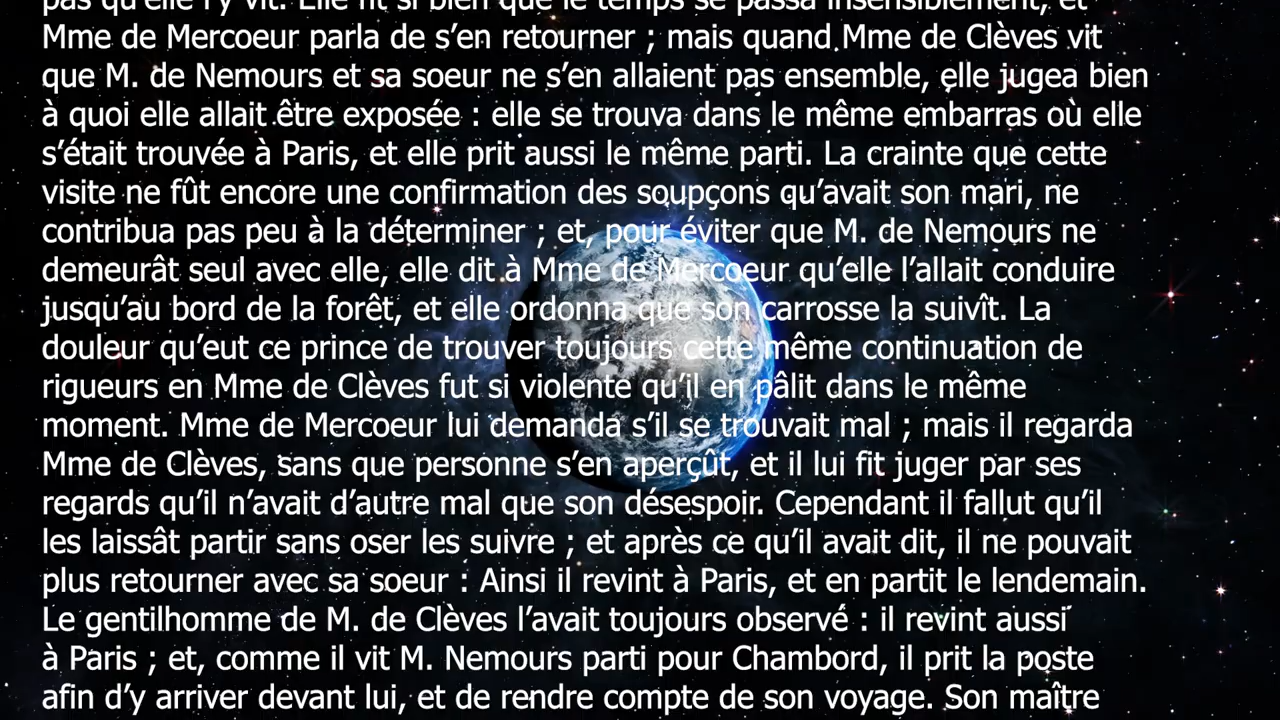 pas qu'elle l'y vit. Elle fit si bien que le temps se passa insensiblement, et
Mme de Mercoeur parla de s’en retourner ; mais quand Mme de Clèves vit
que M. de Nemours et sa soeur ne s’en allaient pas ensemble, elle jugea bien
à quoi elle allait être exposée : elle se trouva dans le même embarras où elle
s’était trouvée à Paris, et elle prit aussi le même parti. La crainte que cette
visite ne fût encore une confirmation des soupçons qu’avait son mari, ne
contribua pas peu à la déterminer ; et, pour éviter que M. de Nemours ne
demeurât seul avec elle, elle dit à Mme de Mercoeur qu’elle l’allait conduire
jusqu’au bord de la forêt, et elle ordonna que son carrosse la suivît. La
douleur qu’eut ce prince de trouver toujours cette même continuation de
rigueurs en Mme de Clèves fut si violente qu’il en pâlit dans le même
moment. Mme de Mercoeur lui demanda s’il se trouvait mal ; mais il regarda
Mme de Clèves, sans que personne s’en aperçût, et il lui fit juger par ses
regards qu’il n’avait d’autre mal que son désespoir. Cependant il fallut qu’il
les laissât partir sans oser les suivre ; et après ce qu’il avait dit, il ne pouvait
plus retourner avec sa soeur : Ainsi il revint à Paris, et en partit le lendemain.
Le gentilhomme de M. de Clèves l’avait toujours observé : il revint aussi
à Paris ; et, comme il vit M. Nemours parti pour Chambord, il prit la poste
afin d’y arriver devant lui, et de rendre compte de son voyage. Son maître